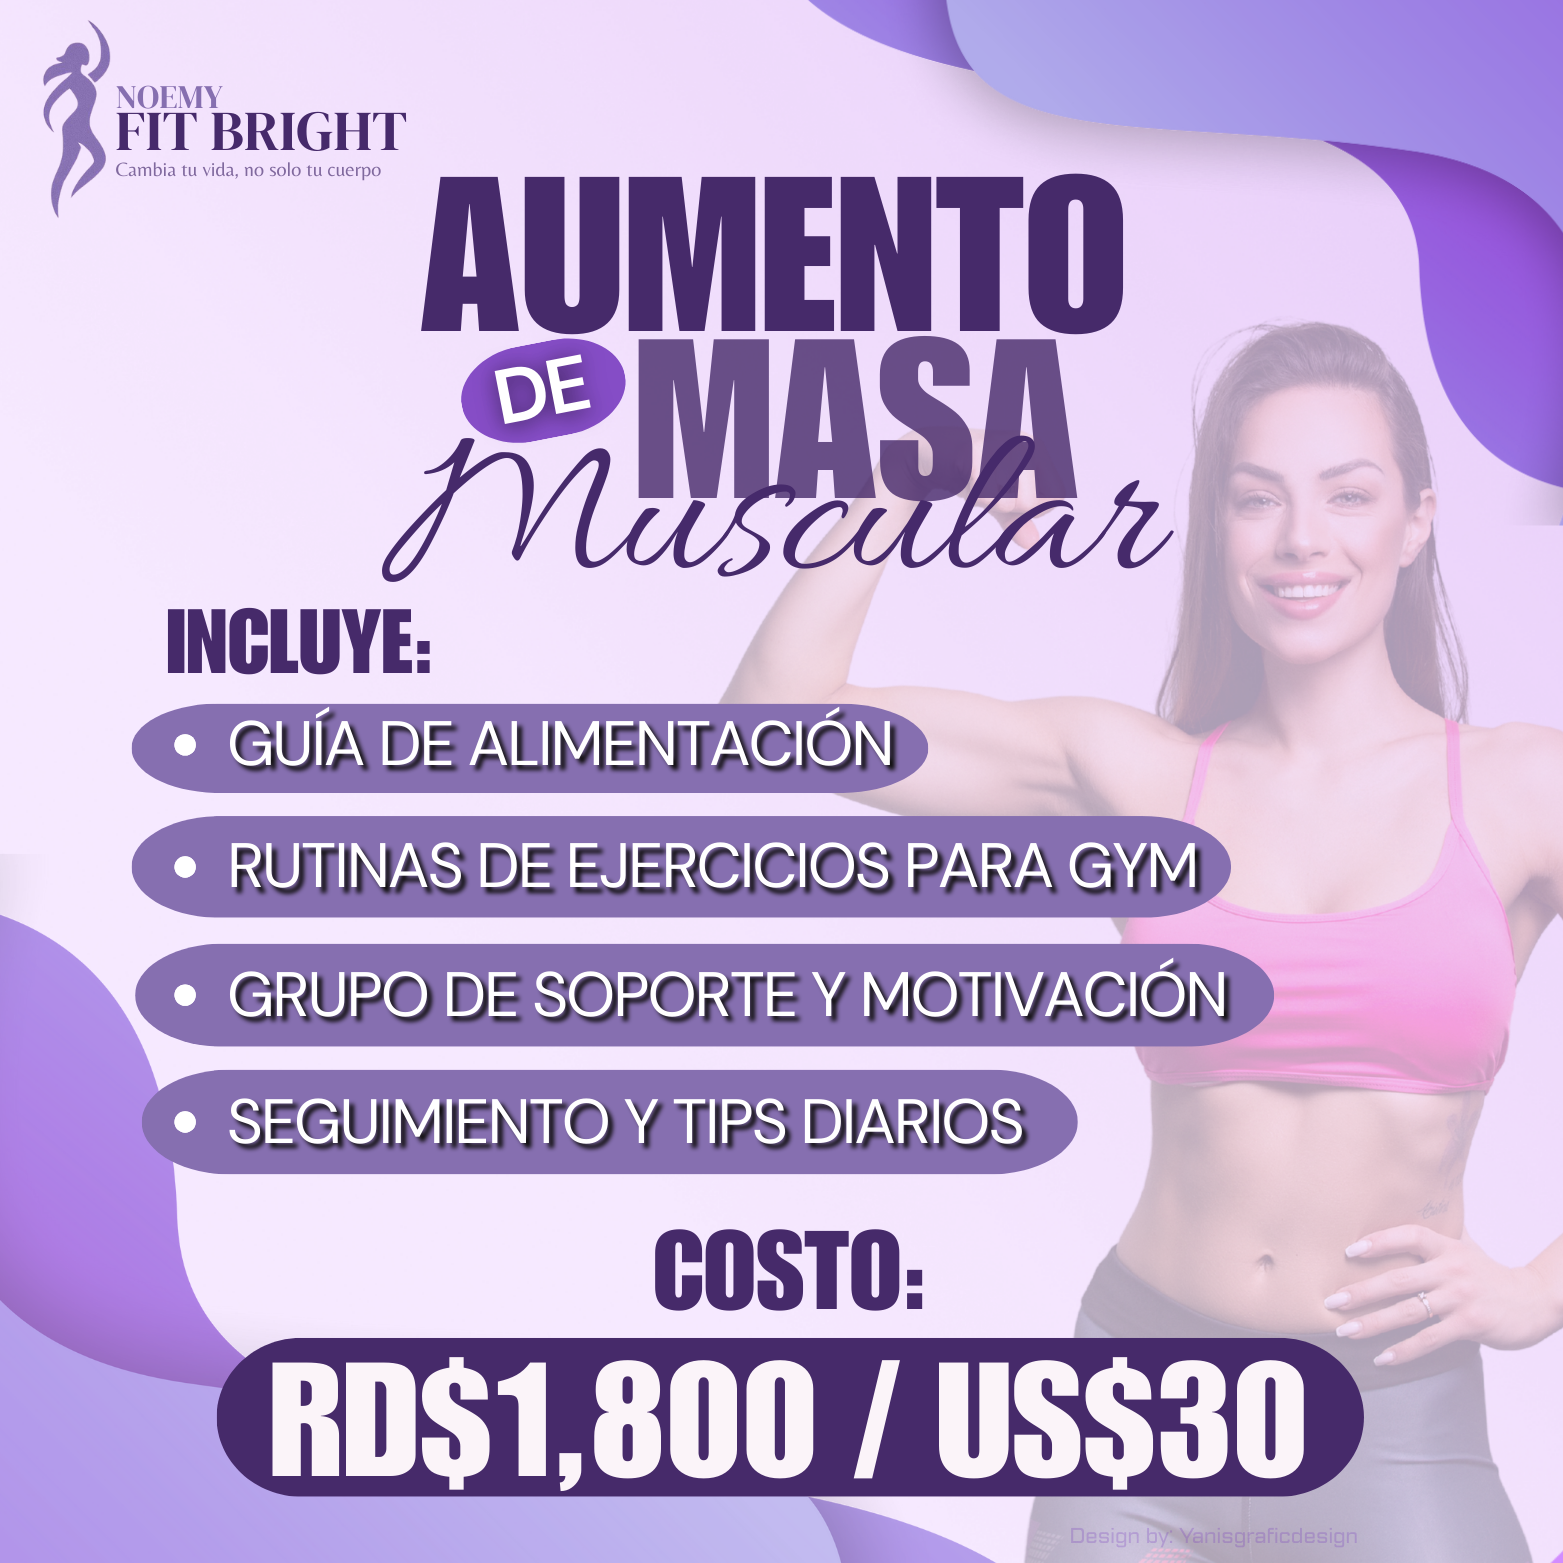 NOEMY
FIT BRIGHT
Cambia tu vida, no solo tu cuerpo
AUMENTO
DE MASA
Muscular
INCLUYE:
• GUÍA DE ALIMENTACIÓN
• RUTINAS DE EJERCICIOS PARA GYM
• GRUPO DE SOPORTE Y MOTIVACIÓN
• SEGUIMIENTO Y TIPS DIARIOS
COSTO:
RD$1,800 / US$30
Design by: Yanisgraficdesign